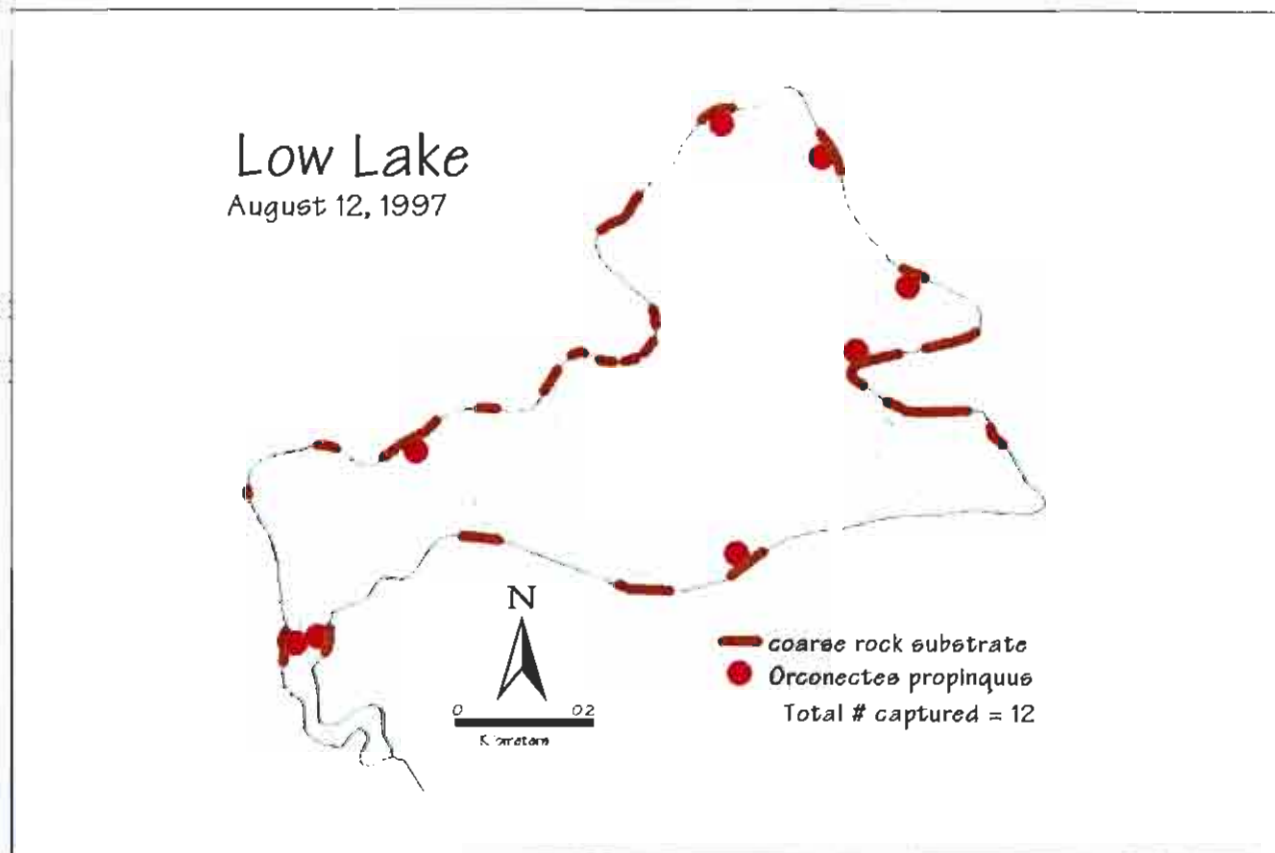 Low Lake
August 12, 1997
N
0 02
coarse rock substrate
Orconectes propinquus
Total # captured = 12